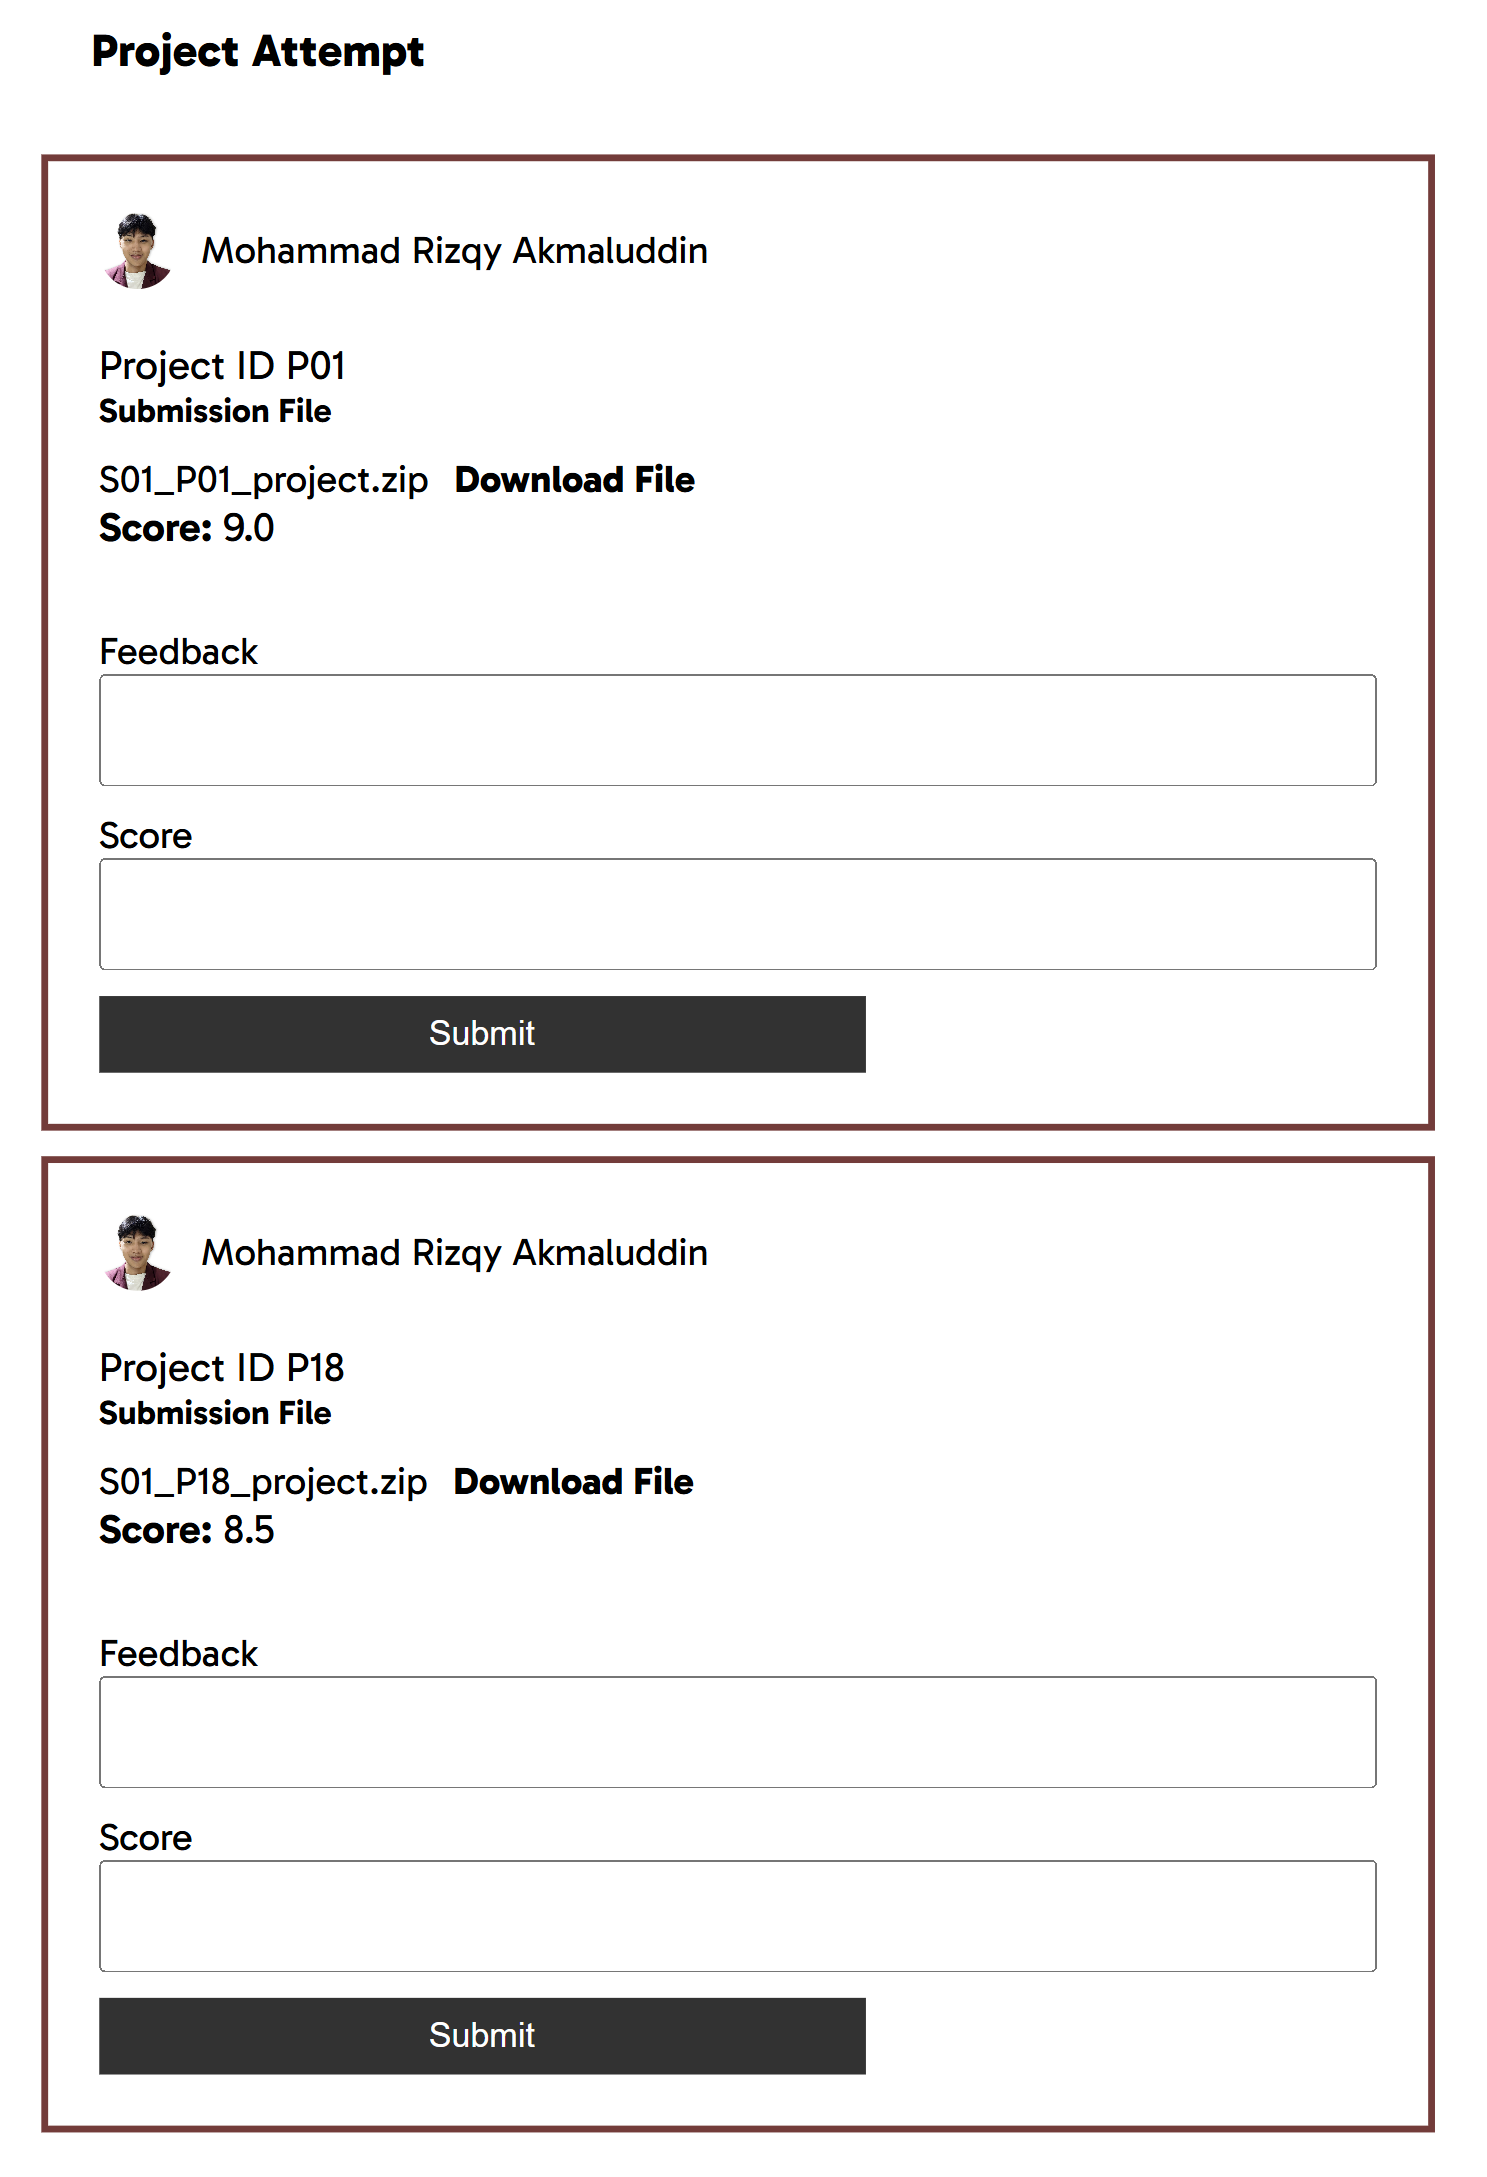 Project Attempt
Mohammad Rizqy Akmaluddin
Project ID P01
Submission File
S01_P01_project.zip Download File
Score: 9.0
Feedback
Score
Submit
Mohammad Rizqy Akmaluddin
Project ID P18
Submission File
S01_P18_project.zip Download File
Score: 8.5
Feedback
Score
Submit